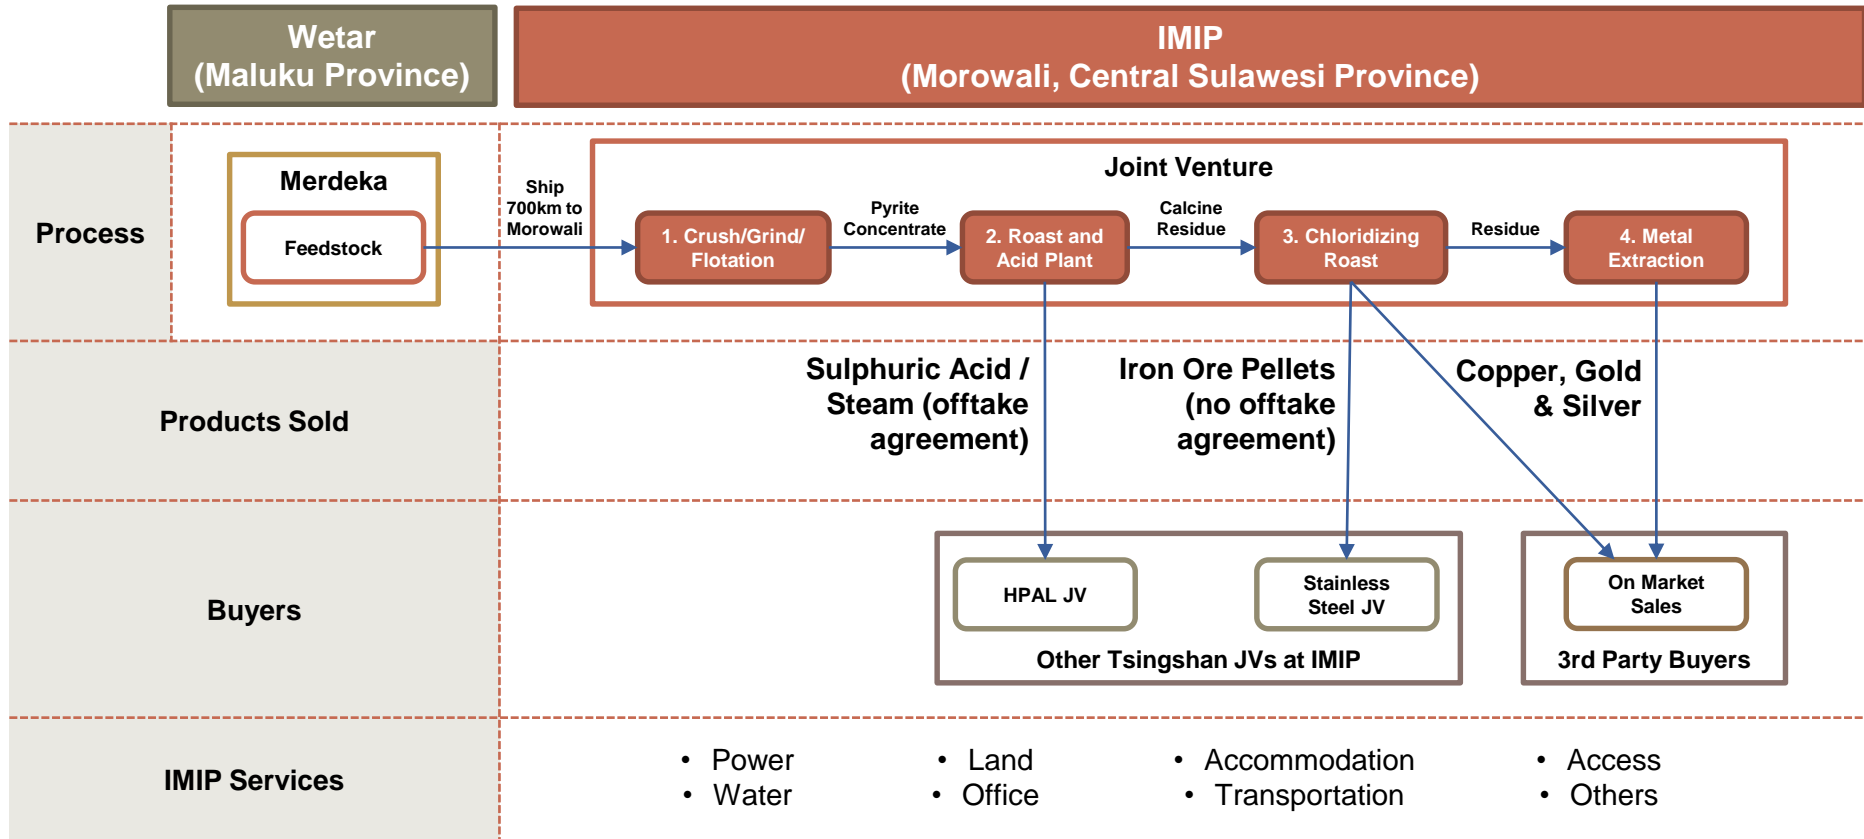 Wetar
(Maluku Province)
IMIP
(Morowali, Central Sulawesi Province)
Process
Merdeka
Feedstock
Ship
700km to
Morowali
Joint Venture
1. Crush/Grind/
Flotation
Pyrite
Concentrate
2. Roast and
Acid Plant
Calcine
Residue
3. Chloridizing
Roast
Residue
4. Metal
Extraction
Products Sold
Sulphuric Acid /
Steam (offtake
agreement)
Iron Ore Pellets
(no offtake
agreement)
Copper, Gold
& Silver
Buyers
HPAL JV
Stainless
Steel JV
Other Tsingshan JVs at IMIP
On Market
Sales
3rd Party Buyers
IMIP Services
• Power
• Water
• Land
• Office
• Accommodation
• Transportation
• Access
• Others